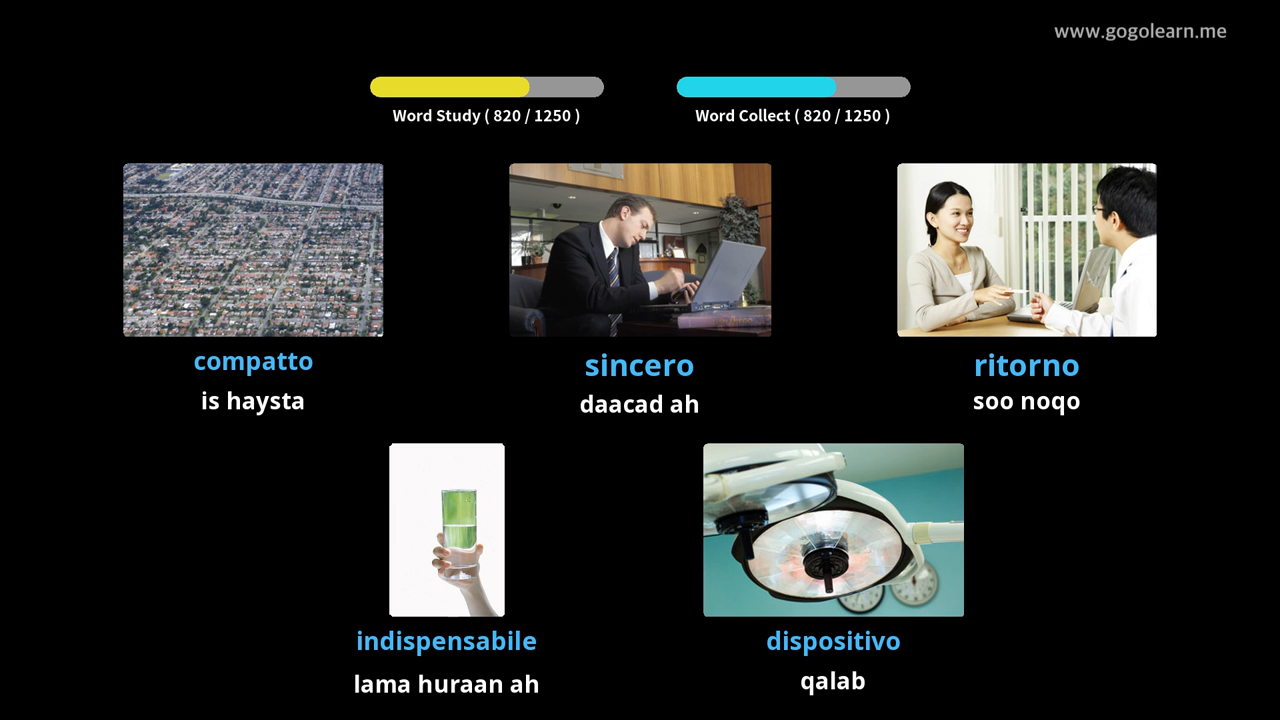 www.gogolearn.me
Word Study ( 820 / 1250 )
Word Collect ( 820 / 1250 )
compatto
is haysta
sincero
daacad ah
ritorno
soo noqo
indispensabile
lama huraan ah
dispositivo
qalab